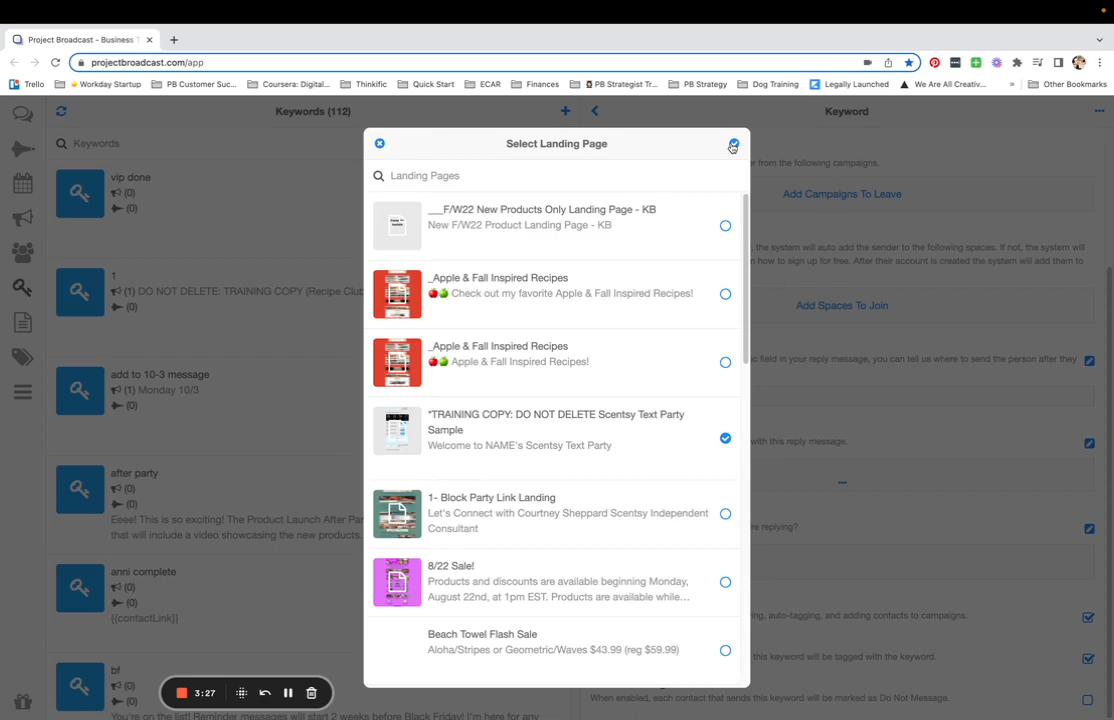 Project Broadcast - Business T
projectbroadcast.com/app
Trello
Workday Startup
PB Customer Suc...
Coursera: Digital...
Thinkific
Quick Start
ECAR
Finances
PB Strategist Tr...
PB Strategy
Dog Training
Legally Launched
We Are All Creativ...
»
Other Bookmarks
Keywords (112)
Keyword
Keywords
vip done
(0)
(0)
1
(1) DO NOT DELETE: TRAINING COPY (Recipe Clu
(0)
add to 10-3 message
(1) Monday 10/3
(0)
after party
(0)
(0)
Eeee! This is so exciting! The Product Launch After Par
that will include a video showcasing the new products.
anni complete
(0)
(0)
{{contactLink}}
bf
(0)
(0)
You're on the list! Reminder messages will start 2 weeks before Black Friday! I'm here for any
3:27
Select Landing Page
Landing Pages
___F/W22 New Products Only Landing Page - KB
New F/W22 Product Landing Page - KB
_Apple & Fall Inspired Recipes
🍎🍏 Check out my favorite Apple & Fall Inspired Recipes!
_Apple & Fall Inspired Recipes
🍎🍏 Apple & Fall Inspired Recipes!
*TRAINING COPY: DO NOT DELETE Scentsy Text Party
Sample
Welcome to NAME's Scentsy Text Party
1- Block Party Link Landing
Let's Connect with Courtney Sheppard Scentsy Independent
Consultant
8/22 Sale!
Products and discounts are available beginning Monday,
August 22nd, at 1pm EST. Products are available while...
Beach Towel Flash Sale
Aloha/Stripes or Geometric/Waves $43.99 (reg $59.99)
er from the following campaigns.
Add Campaigns To Leave
, the system will auto add the sender to the following spaces. If not, the system will
n how to sign up for free. After their account is created the system will add them to
Add Spaces To Join
ic field in your reply message, you can tell us where to send the person after they
with this reply message.
...
re replying?
ng, auto-tagging, and adding contacts to campaigns.
this keyword will be tagged with the keyword.
When enabled, each contact that sends this keyword will be marked as Do Not Message.